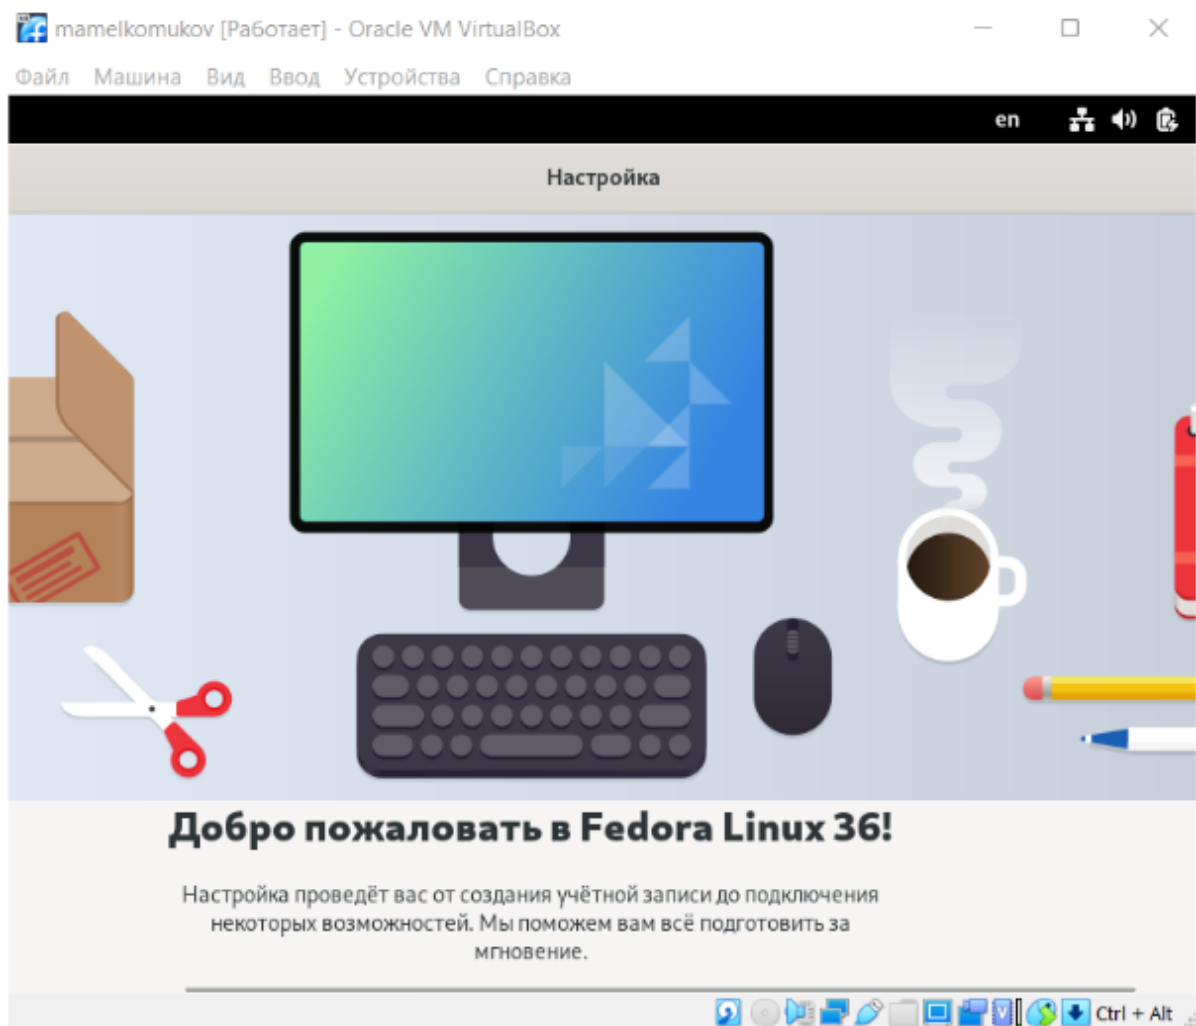 mamelkomukov [Работает] - Oracle VM VirtualBox
Файл Машина Вид Ввод Устройства Справка
en
Настройка
Добро пожаловать в Fedora Linux 36!
Настройка проведёт вас от создания учётной записи до подключения
некоторых возможностей. Мы поможем вам всё подготовить за
мгновение.
Ctrl + Alt